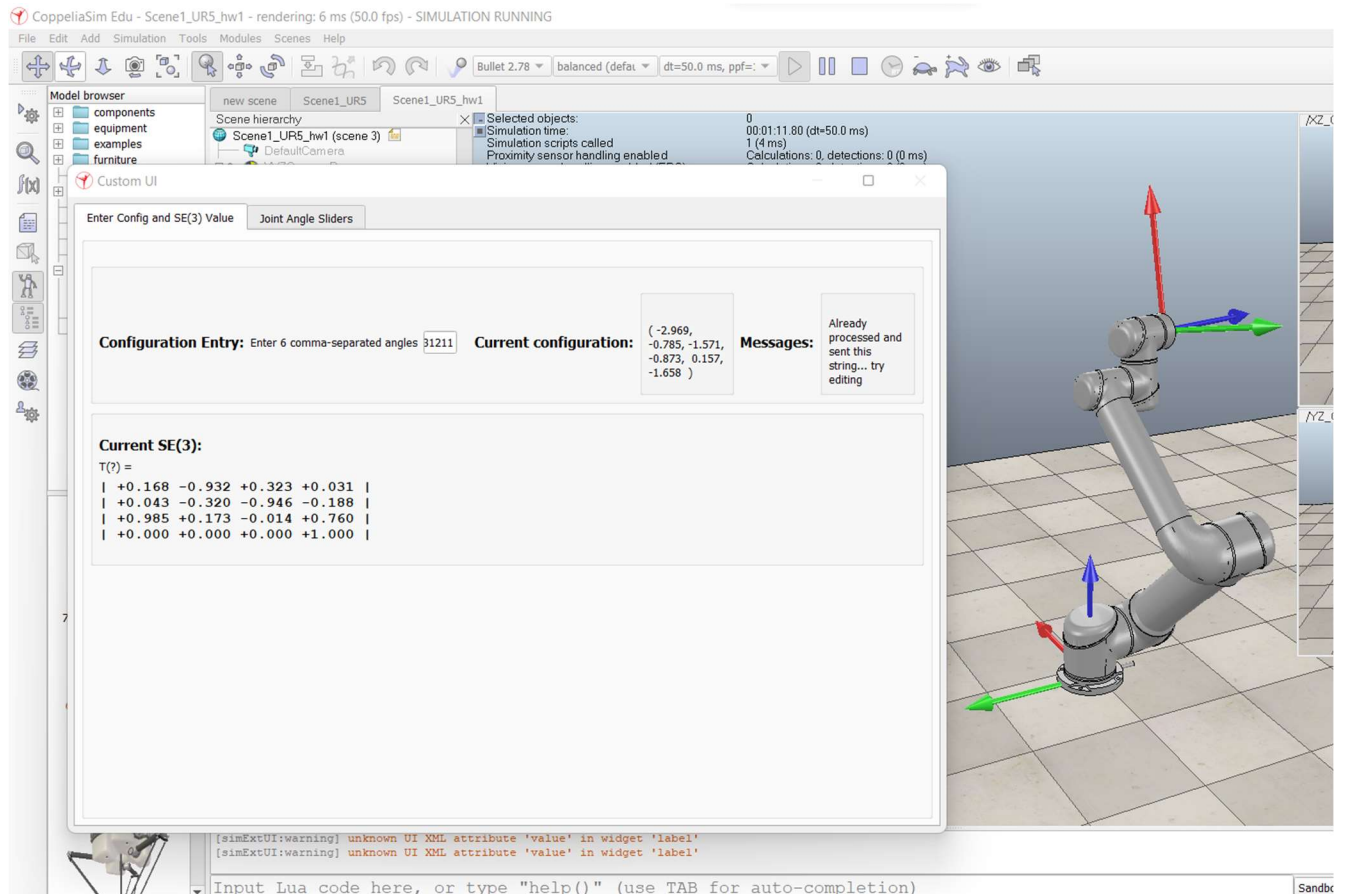 CoppeliaSim Edu - Scene1_UR5_hw1 - rendering: 6 ms (50.0 fps) - SIMULATION RUNNING
File Edit Add Simulation Tools Modules Scenes Help
Bullet 2.78 balanced (defau dt=50.0 ms, ppf=:
Model browser
components
equipment
examples
furniture
new scene Scene1_UR5 Scene1_UR5_hw1
Scene hierarchy
Scene1_UR5_hw1 (scene 3)
DefaultCamera
Selected objects: 0
Simulation time: 00:01:11.80 (dt=50.0 ms)
Simulation scripts called 1 (4 ms)
Proximity sensor handling enabled Calculations: 0, detections: 0 (0 ms)
Custom UI
Enter Config and SE(3) Value Joint Angle Sliders
Configuration Entry: Enter 6 comma-separated angles 31211
Current configuration:
( -2.969,
-0.785, -1.571,
-0.873, 0.157,
-1.658 )
Messages:
Already
processed and
sent this
string... try
editing
Current SE(3):
T(?) =
| +0.168 -0.932 +0.323 +0.031 |
| +0.043 -0.320 -0.946 -0.188 |
| +0.985 +0.173 -0.014 +0.760 |
| +0.000 +0.000 +0.000 +1.000 |
[simExtUI:warning] unknown UI XML attribute 'value' in widget 'label'
[simExtUI:warning] unknown UI XML attribute 'value' in widget 'label'
Input Lua code here, or type "help()" (use TAB for auto-completion)